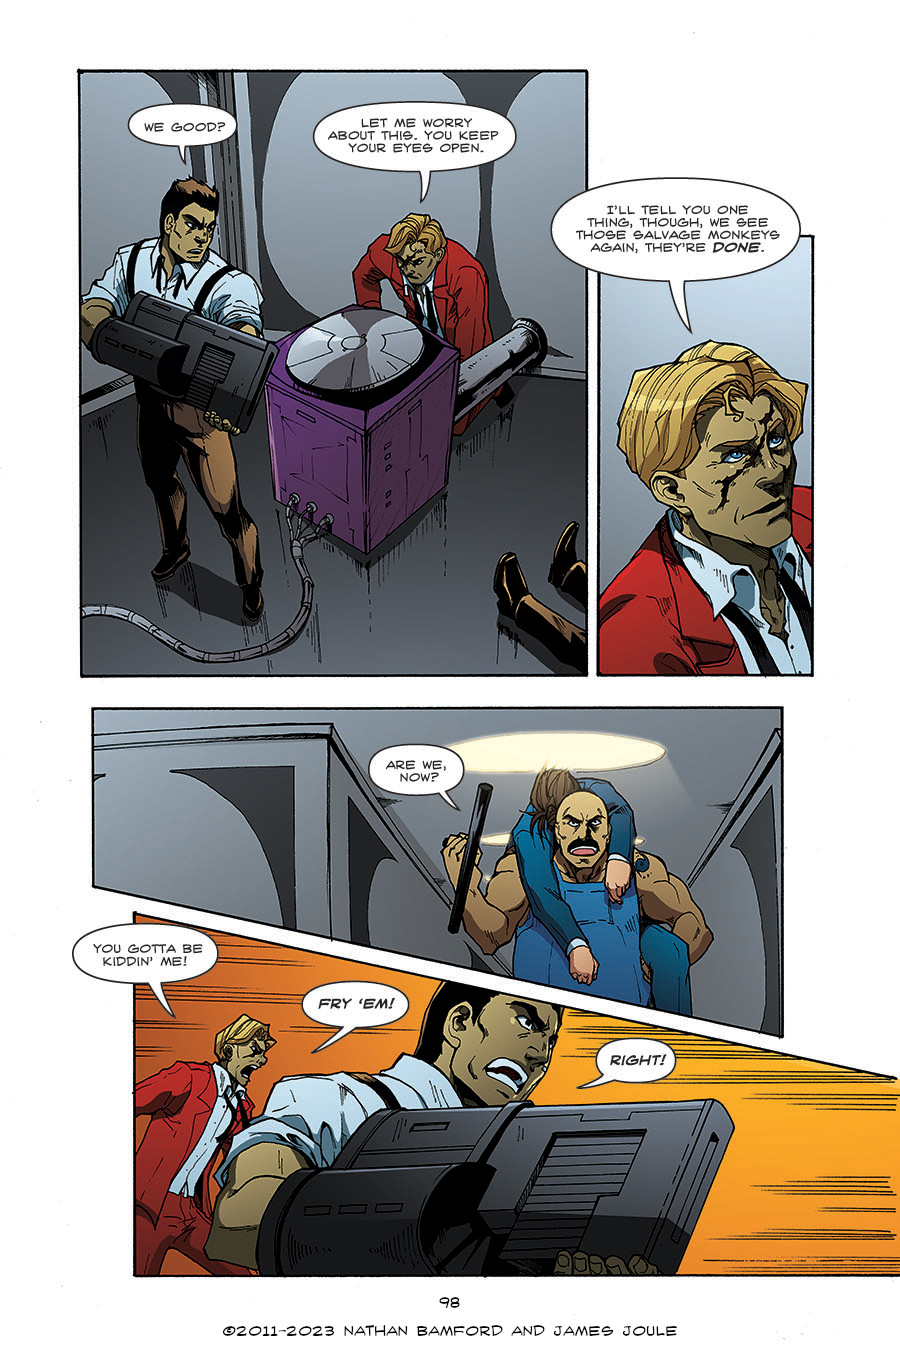 WE GOOD?
LET ME WORRY
ABOUT THIS. YOU KEEP
YOUR EYES OPEN.
I'LL TELL YOU ONE
THING, THOUGH, WE SEE
THOSE SALVAGE MONKEYS
AGAIN, THEY'RE DONE.
ARE WE,
NOW?
YOU GOTTA BE
KIDDIN' ME!
FRY 'EM!
RIGHT!
98
©2011-2023 NATHAN BAMFORD AND JAMES JOULE